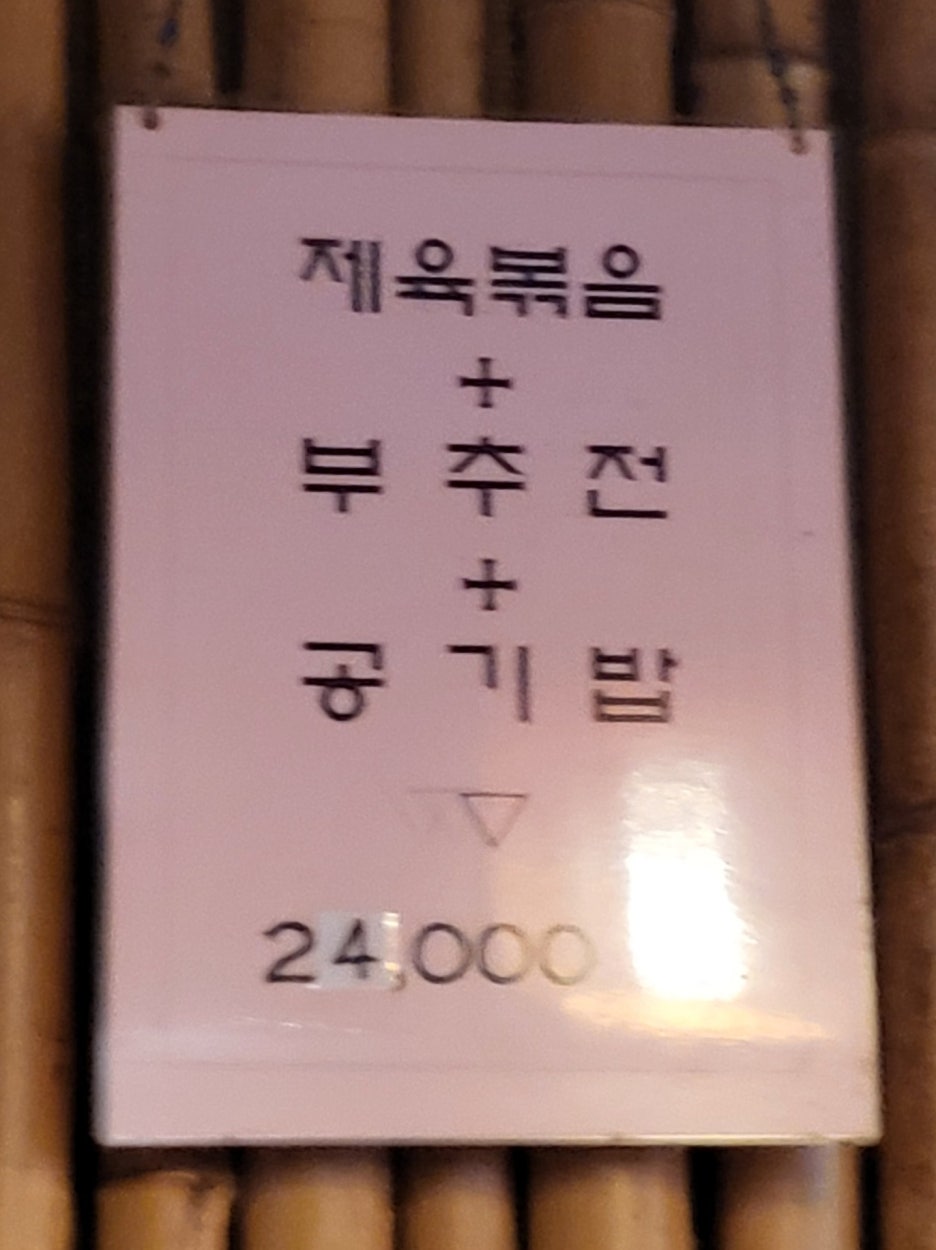 제육볶음
+
부 추 전
+
공 기 밥
▽
24,000